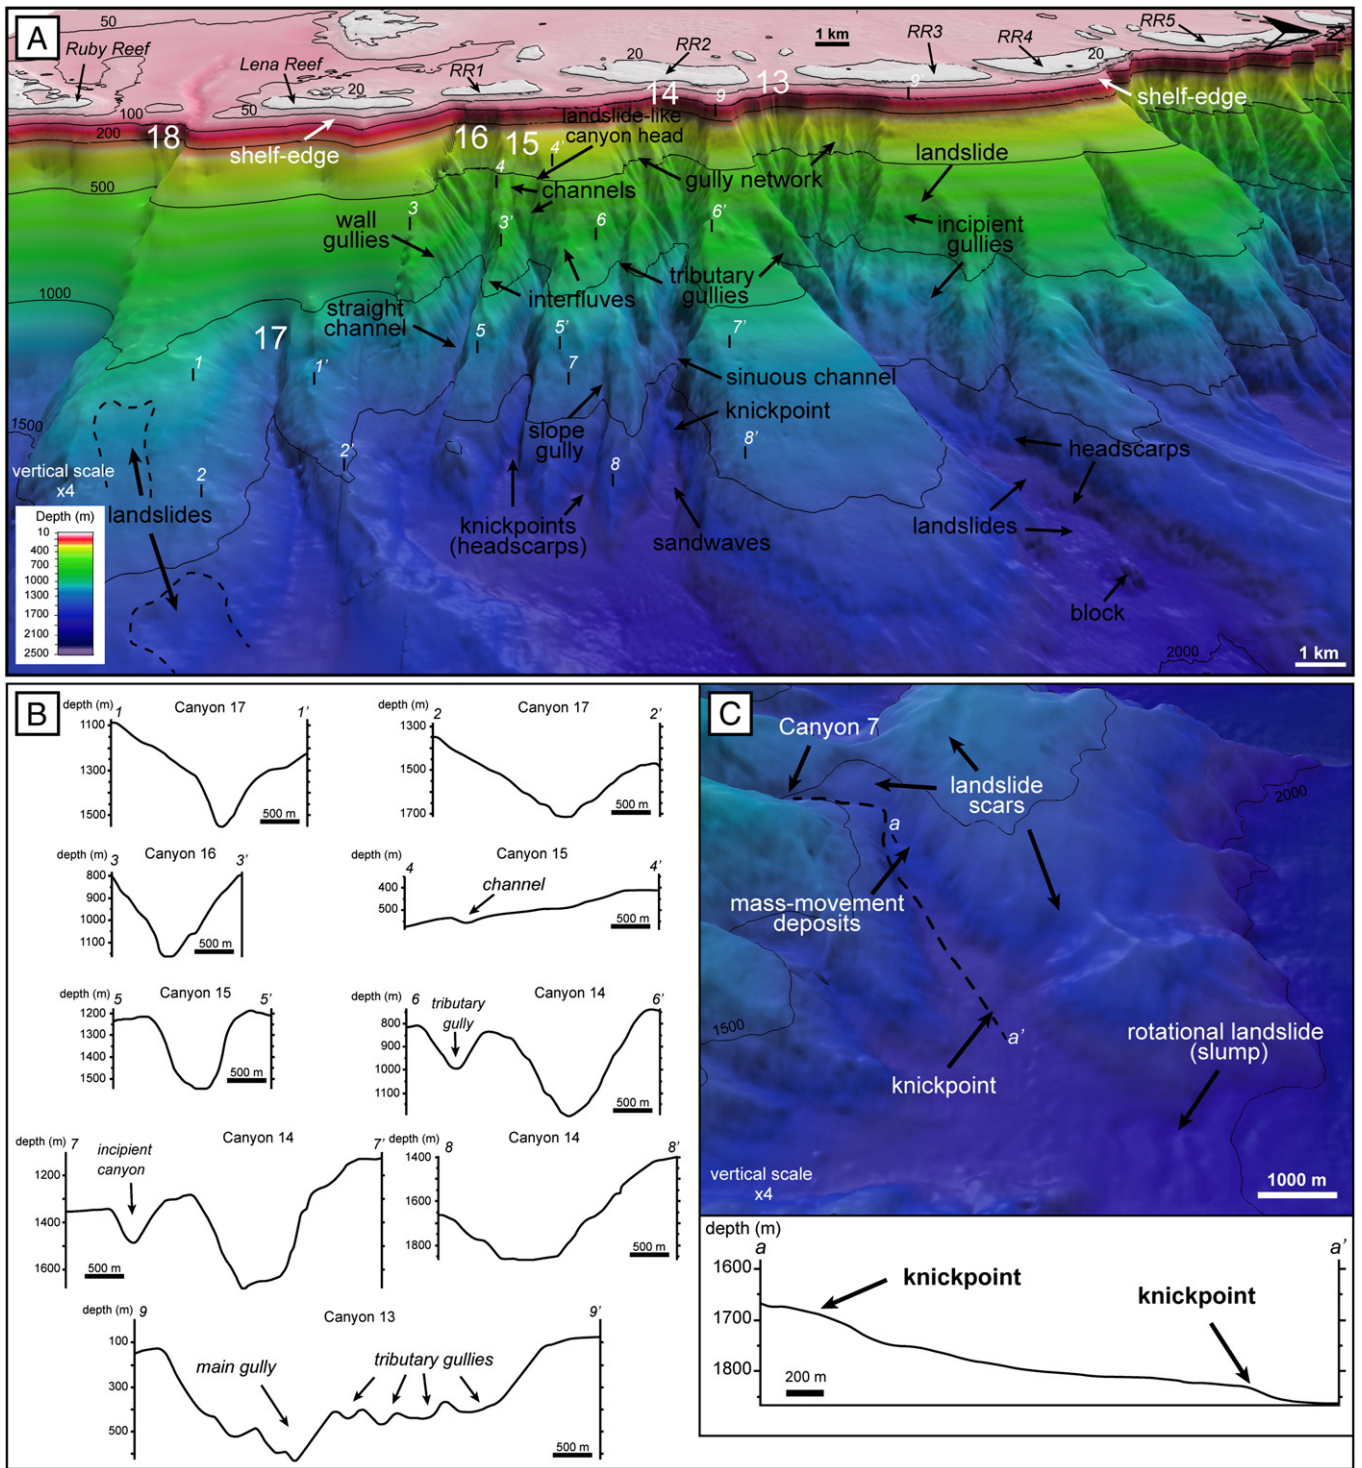 A
50
Ruby Reef
20
RR2
1 km
RR3
RR4
20
RR5
N
Lena Reef
20
RR1
100
50
200
18
shelf-edge
16
15
14
9
13
9'
shelf-edge
landslide-like
canyon head
4'
4
channels
gully network
landslide
500
wall
gullies
3
3'
6
6'
incipient
gullies
interfluves
tributary
gullies
1000
straight
channel
17
5
5'
7
7'
1
1'
sinuous channel
knickpoint
1500
slope
gully
8'
headscarps
vertical scale
x4
2
2'
8
landslides
knickpoints
(headscarps)
sandwaves
landslides
block
Depth (m)
10
400
700
1000
1300
1700
2100
2500
2000
1 km
B
depth (m)
1
Canyon 17
1'
1100
1300
1500
500 m
depth (m)
2
Canyon 17
2'
1300
1500
1700
500 m
depth (m)
3
Canyon 16
3'
800
900
1000
1100
500 m
depth (m)
4
Canyon 15
4'
channel
400
500
500 m
depth (m)
5
Canyon 15
5'
1200
1300
1400
1500
500 m
depth (m)
6
Canyon 14
6'
tributary
gully
800
900
1000
1100
500 m
depth (m)
7
Canyon 14
7'
incipient
canyon
1200
1400
1600
500 m
depth (m)
8
Canyon 14
8'
1400
1600
1800
500 m
depth (m)
9
Canyon 13
9'
main gully
tributary gullies
100
300
500
500 m
C
Canyon 7
landslide
scars
2000
a
mass-movement
deposits
1500
a'
knickpoint
rotational landslide
(slump)
vertical scale
x4
1000 m
depth (m)
a
a'
1600
knickpoint
knickpoint
1700
1800
200 m